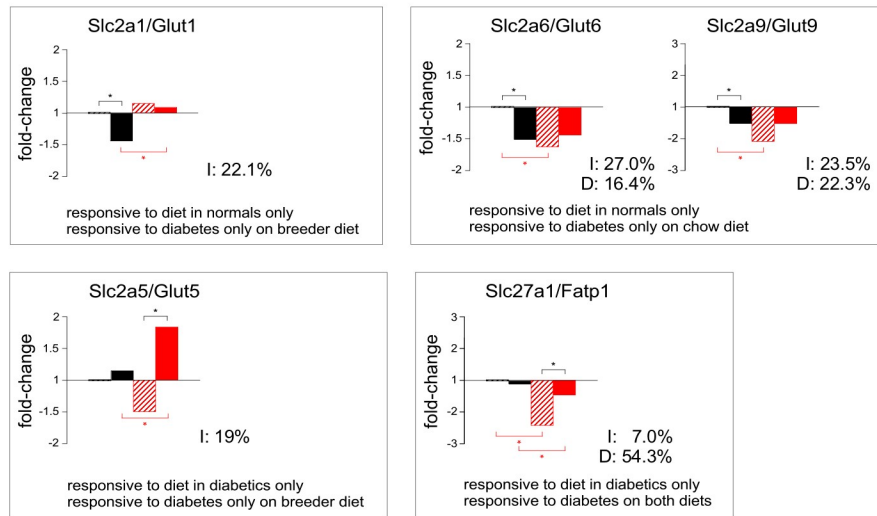 Slc2a1/Glut1
fold-change
2
1.5
1
-1.5
-2
*
*
I: 22.1%
responsive to diet in normals only
responsive to diabetes only on breeder diet
Slc2a6/Glut6
fold-change
2
1.5
1
-1.5
-2
*
*
I: 27.0%
D: 16.4%
Slc2a9/Glut9
3
2
1
-2
-3
*
*
I: 23.5%
D: 22.3%
responsive to diet in normals only
responsive to diabetes only on chow diet
Slc2a5/Glut5
fold-change
2
1.5
1
-1.5
-2
*
*
I: 19%
responsive to diet in diabetics only
responsive to diabetes only on breeder diet
Slc27a1/Fatp1
fold-change
3
2
1
-2
-3
*
*
*
I: 7.0%
D: 54.3%
responsive to diet in diabetics only
responsive to diabetes on both diets